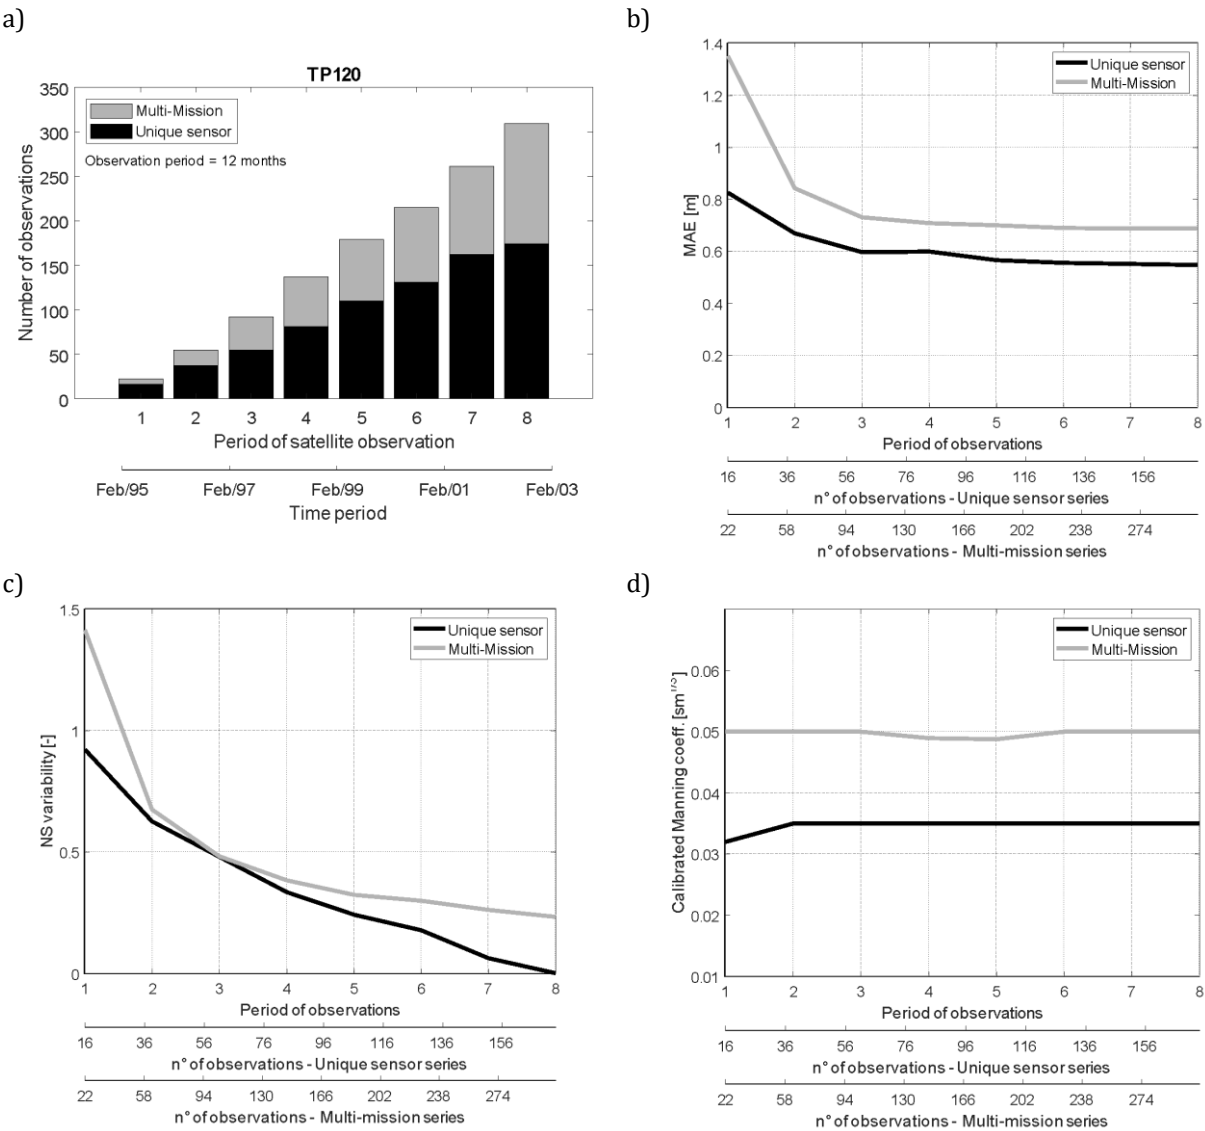 a)
TP120
350
300
250
200
150
100
50
0
Number of observations
Multi-Mission
Unique sensor
Observation period = 12 months
1 2 3 4 5 6 7 8
Period of satellite observation
Feb/95 Feb/97 Feb/99 Feb/01 Feb/03
Time period
b)
1.4
1.2
1
0.8
0.6
0.4
0.2
0
MAE [m]
Unique sensor
Multi-Mission
1 2 3 4 5 6 7 8
Period of observations
16 36 56 76 96 116 136 156
n° of observations - Unique sensor series
22 58 94 130 166 202 238 274
n° of observations - Multi-mission series
c)
1.5
1
0.5
0
NS variability [-]
Unique sensor
Multi-Mission
1 2 3 4 5 6 7 8
Period of observations
16 36 56 76 96 116 136 156
n° of observations - Unique sensor series
22 58 94 130 166 202 238 274
n° of observations - Multi-mission series
d)
0.06
0.05
0.04
0.03
0.02
0.01
Calibrated Manning coeff. [sm¹/³]
Unique sensor
Multi-Mission
1 2 3 4 5 6 7 8
Period of observations
16 36 56 76 96 116 136 156
n° of observations - Unique sensor series
22 58 94 130 166 202 238 274
n° of observations - Multi-mission series